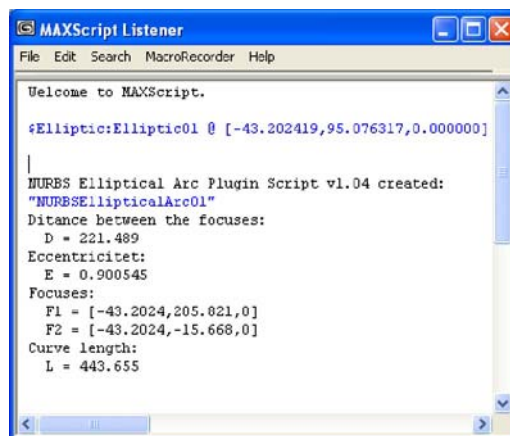 MAXScript Listener
File Edit Search MacroRecorder Help
Welcome to MAXScript.
$Elliptic:Elliptic01 @ [-43.202419,95.076317,0.000000]
NURBS Elliptical Arc Plugin Script v1.04 created:
"NURBSEllipticalArc01"
Ditance between the focuses:
D = 221.489
Eccentricitet:
E = 0.900545
Focuses:
F1 = [-43.2024,205.821,0]
F2 = [-43.2024,-15.668,0]
Curve length:
L = 443.655